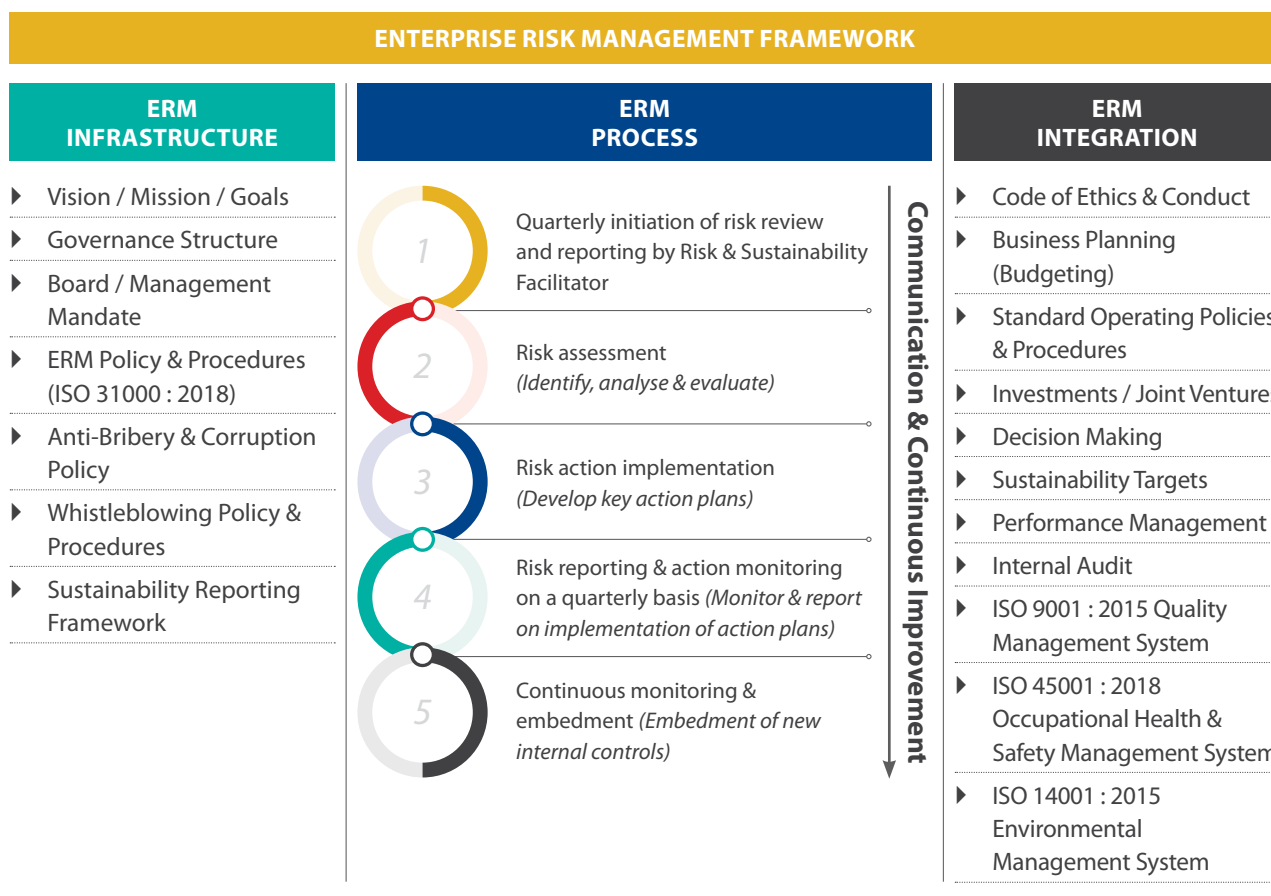 ENTERPRISE RISK MANAGEMENT FRAMEWORK
ERM
INFRASTRUCTURE
Vision / Mission / Goals
Governance Structure
Board / Management
Mandate
ERM Policy & Procedures
(ISO 31000 : 2018)
Anti-Bribery & Corruption
Policy
Whistleblowing Policy &
Procedures
Sustainability Reporting
Framework
ERM
PROCESS
1
Quarterly initiation of risk review
and reporting by Risk & Sustainability
Facilitator
2
Risk assessment
(Identify, analyse & evaluate)
3
Risk action implementation
(Develop key action plans)
4
Risk reporting & action monitoring
on a quarterly basis (Monitor & report
on implementation of action plans)
5
Continuous monitoring &
embedment (Embedment of new
internal controls)
Communication & Continuous Improvement
ERM
INTEGRATION
Code of Ethics & Conduct
Business Planning
(Budgeting)
Standard Operating Policies
& Procedures
Investments / Joint Ventures
Decision Making
Sustainability Targets
Performance Management
Internal Audit
ISO 9001 : 2015 Quality
Management System
ISO 45001 : 2018
Occupational Health &
Safety Management System
ISO 14001 : 2015
Environmental
Management System